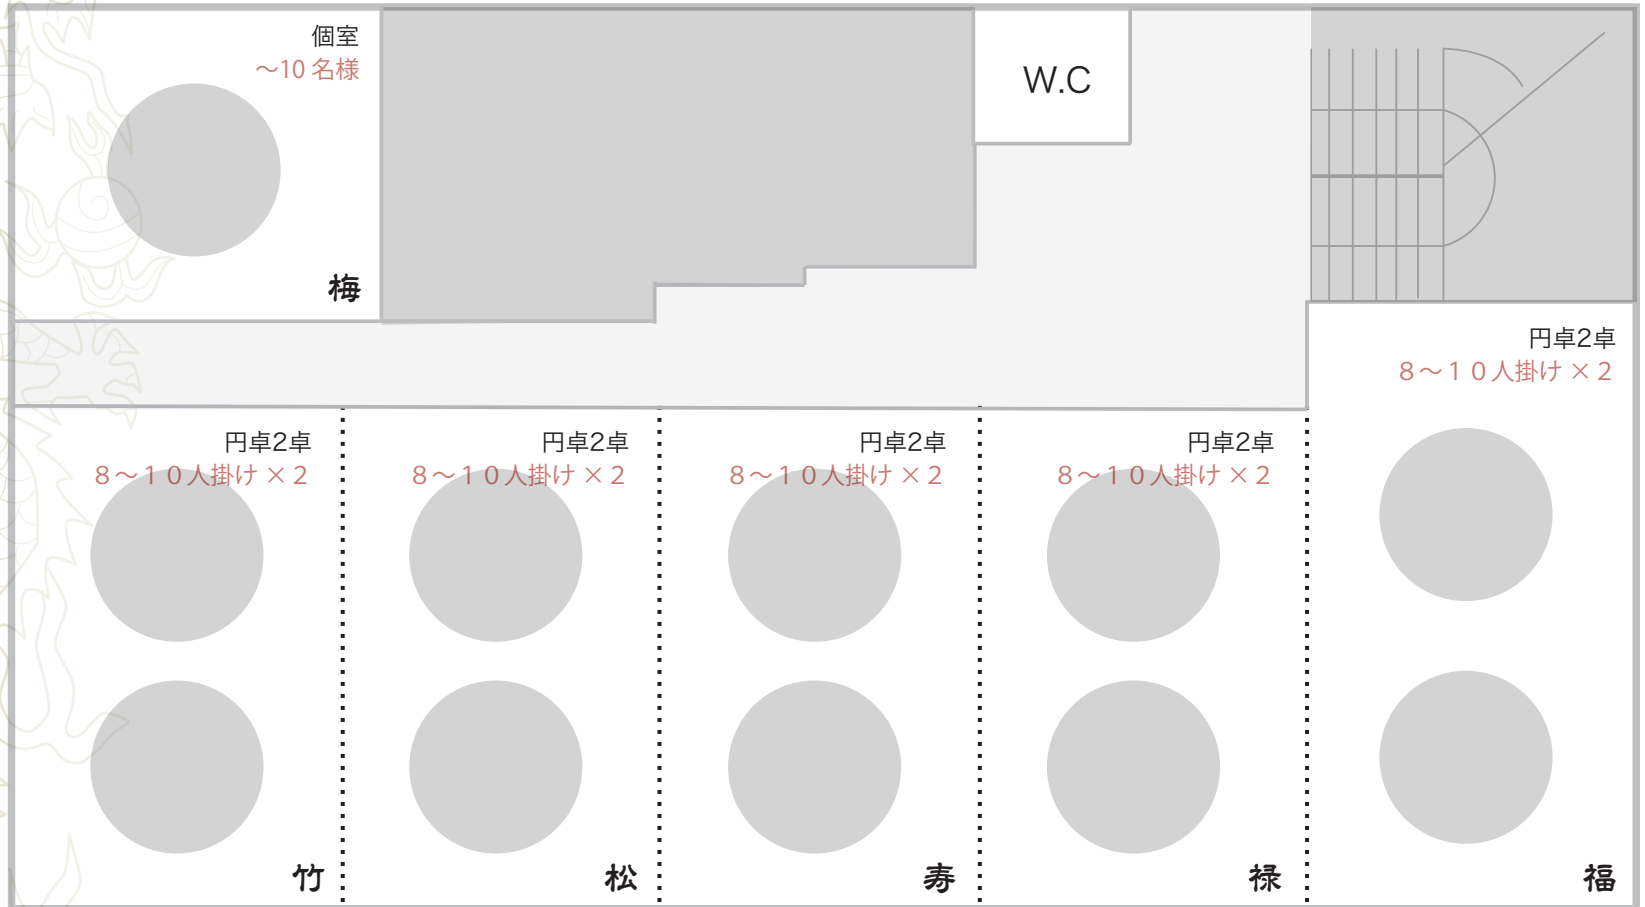 個室
～10 名様
梅
W.C
円卓2卓
８～１０人掛け × 2
円卓2卓
８～１０人掛け × 2
竹
円卓2卓
８～１０人掛け × 2
松
円卓2卓
８～１０人掛け × 2
寿
円卓2卓
８～１０人掛け × 2
禄
福